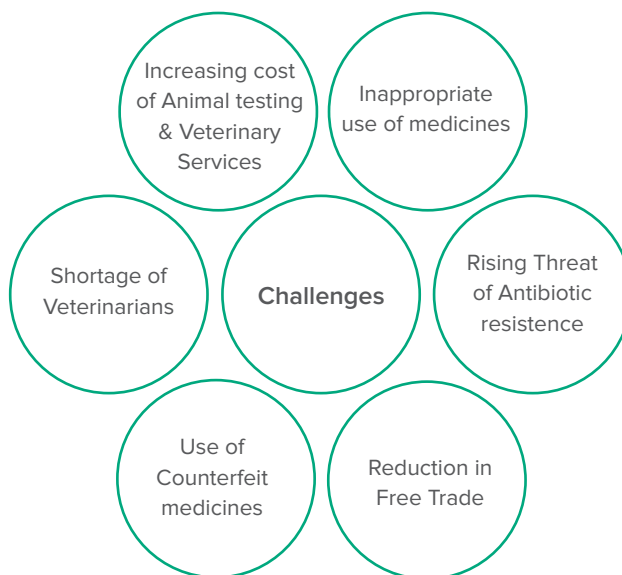 Increasing cost
of Animal testing
& Veterinary
Services
Inappropriate
use of medicines
Shortage of
Veterinarians
Challenges
Rising Threat
of Antibiotic
resistence
Use of
Counterfeit
medicines
Reduction in
Free Trade